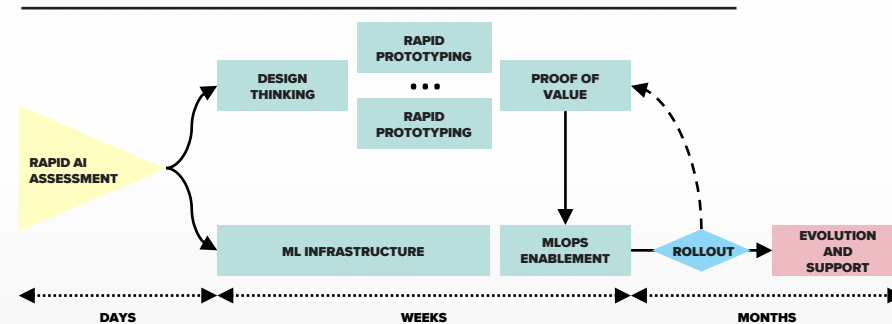 RAPID AI
ASSESSMENT
DESIGN
THINKING
RAPID
PROTOTYPING
...
RAPID
PROTOTYPING
PROOF OF
VALUE
ML INFRASTRUCTURE
MLOPS
ENABLEMENT
ROLLOUT
EVOLUTION
AND
SUPPORT
DAYS
WEEKS
MONTHS